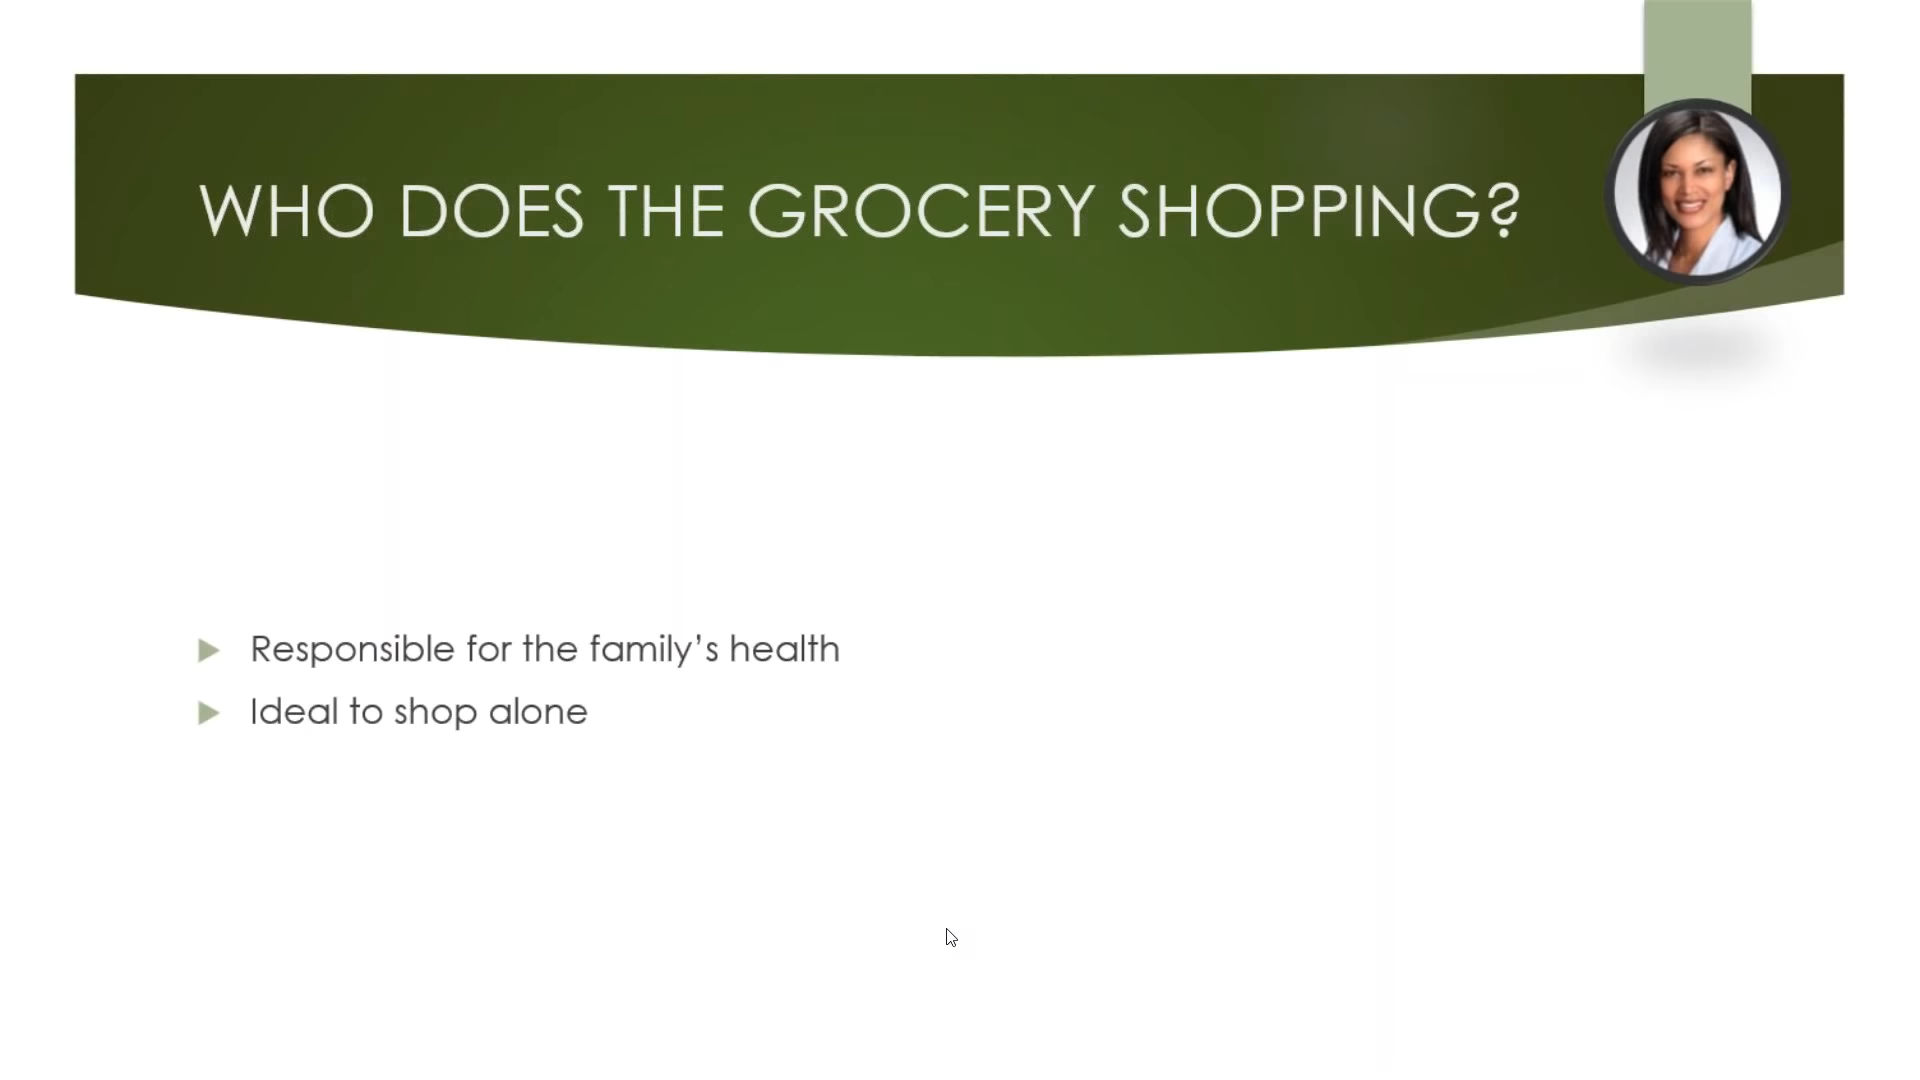 WHO DOES THE GROCERY SHOPPING?
Responsible for the family’s health
Ideal to shop alone